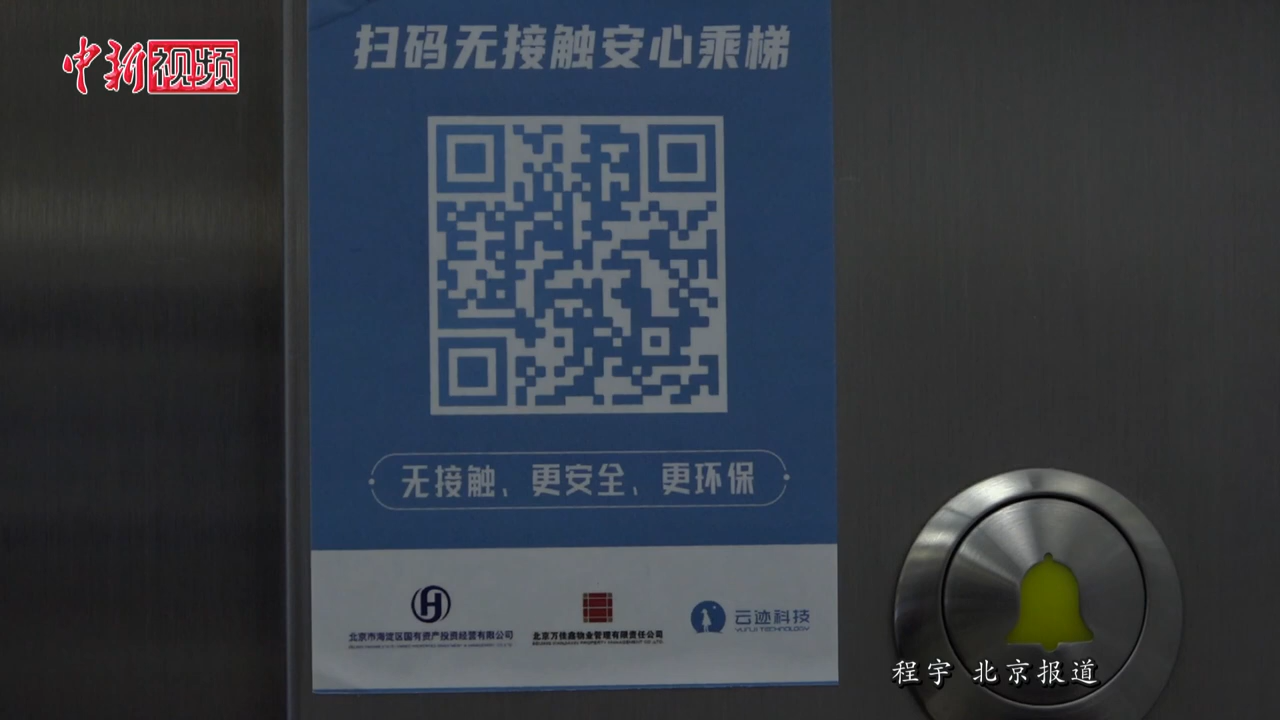 中新视频
扫码无接触安心乘梯
无接触、更安全、更环保
北京市海淀区国有资产投资经营有限公司
北京万佳鑫物业管理有限责任公司
云迹科技
YUNJI TECHNOLOGY
程宇 北京报道